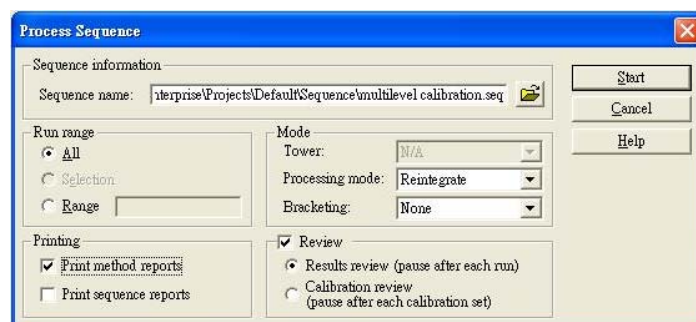 Process Sequence
Sequence information
Sequence name: nterprise\Projects\Default\Sequence\multilevel calibration.seq
Start
Cancel
Help
Run range
All
Selection
Range
Mode
Tower: N/A
Processing mode: Reintegrate
Bracketing: None
Printing
Print method reports
Print sequence reports
Review
Results review (pause after each run)
Calibration review
(pause after each calibration set)